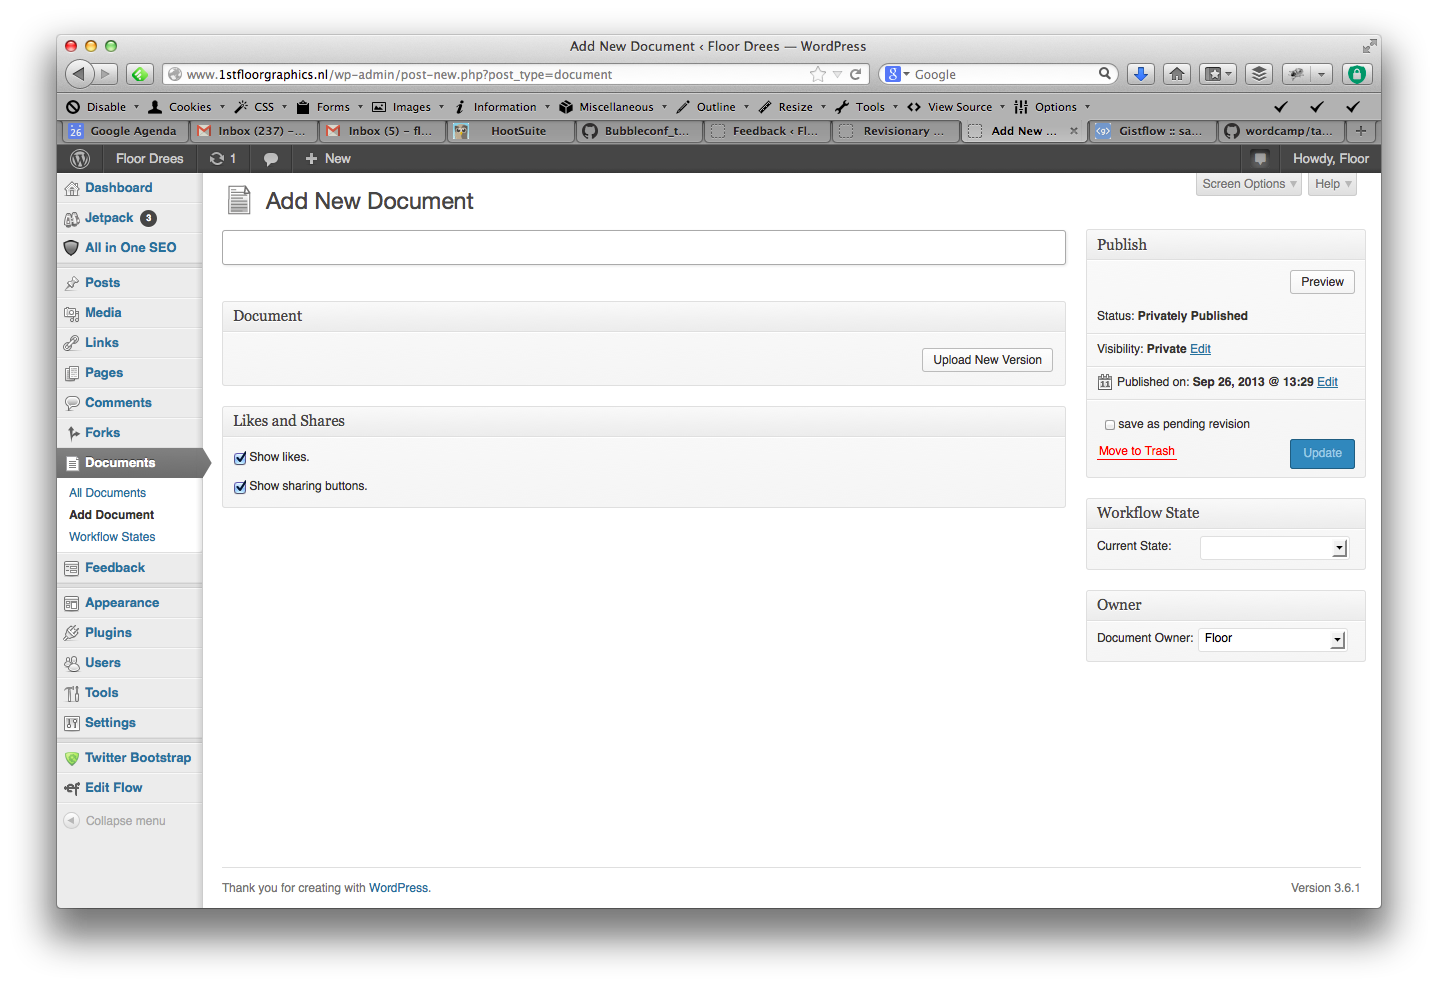 Add New Document ‹ Floor Drees — WordPress
www.1stfloorgraphics.nl/wp-admin/post-new.php?post_type=document
Google
Disable Cookies CSS Forms Images Information Miscellaneous Outline Resize Tools View Source Options
Google Agenda Inbox (237) –... Inbox (5) – fl... HootSuite Bubbleconf_t... Feedback ‹ Fl... Revisionary ... Add New ... Gistflow :: sa... wordcamp/ta...
Floor Drees 1 New Howdy, Floor
Screen Options Help
Dashboard
Jetpack 3
All in One SEO
Posts
Media
Links
Pages
Comments
Forks
Documents
All Documents
Add Document
Workflow States
Feedback
Appearance
Plugins
Users
Tools
Settings
Twitter Bootstrap
Edit Flow
Collapse menu
Add New Document
Document
Upload New Version
Likes and Shares
Show likes.
Show sharing buttons.
Publish
Preview
Status: Privately Published
Visibility: Private Edit
Published on: Sep 26, 2013 @ 13:29 Edit
save as pending revision
Move to Trash
Update
Workflow State
Current State:
Owner
Document Owner: Floor
Thank you for creating with WordPress.
Version 3.6.1